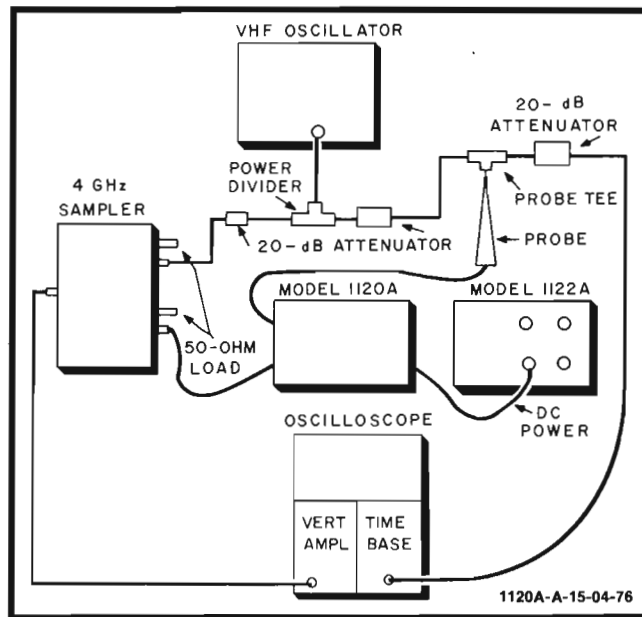 VHF OSCILLATOR
20- dB
ATTENUATOR
POWER
DIVIDER
4 GHz
SAMPLER
PROBE TEE
20-dB ATTENUATOR
PROBE
MODEL 1120A
MODEL 1122A
50-OHM
LOAD
DC
POWER
OSCILLOSCOPE
VERT
AMPL
TIME
BASE
1120A-A-15-04-76